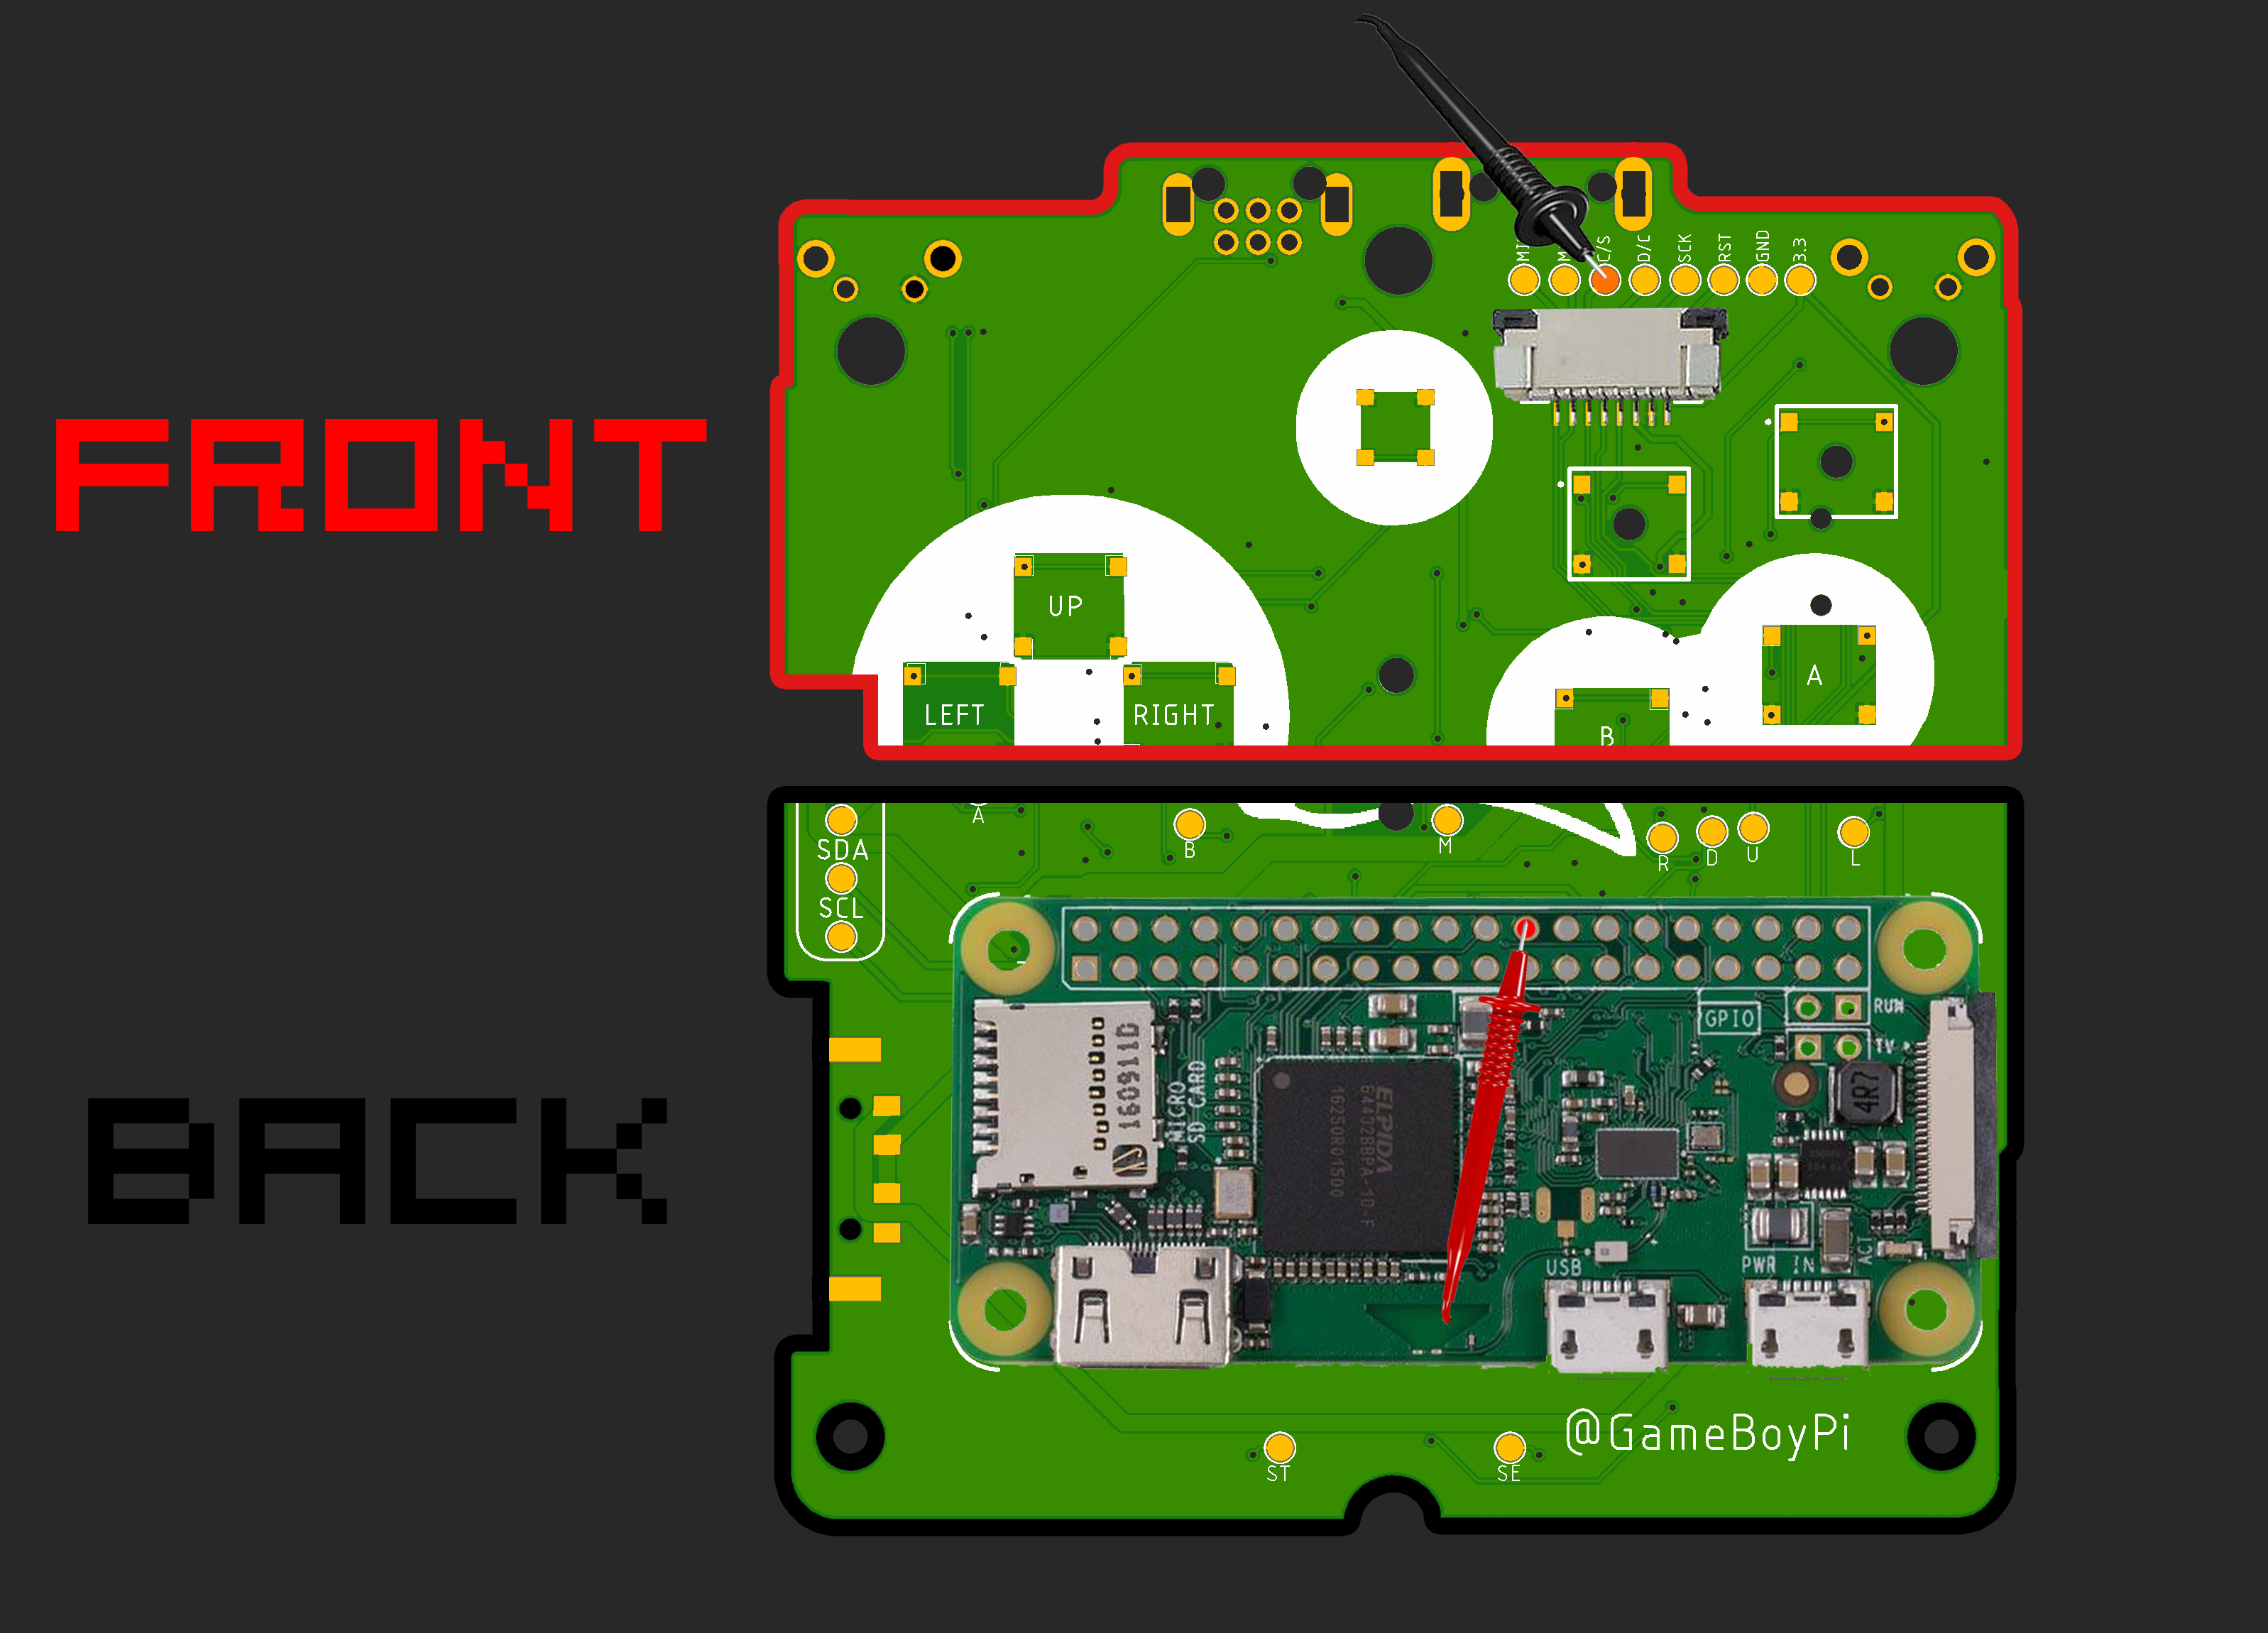 FRONT
C/S
D/C
SCK
RST
GND
3.3
UP
LEFT
RIGHT
A
B
BACK
A
B
M
R
D
U
L
SDA
SCL
GPIO
RUN
TV
MICRO
SD CARD
1609110
ELPIDA
4R7
USB
PWR IN
ACT
@GameBoyPi
ST
SE